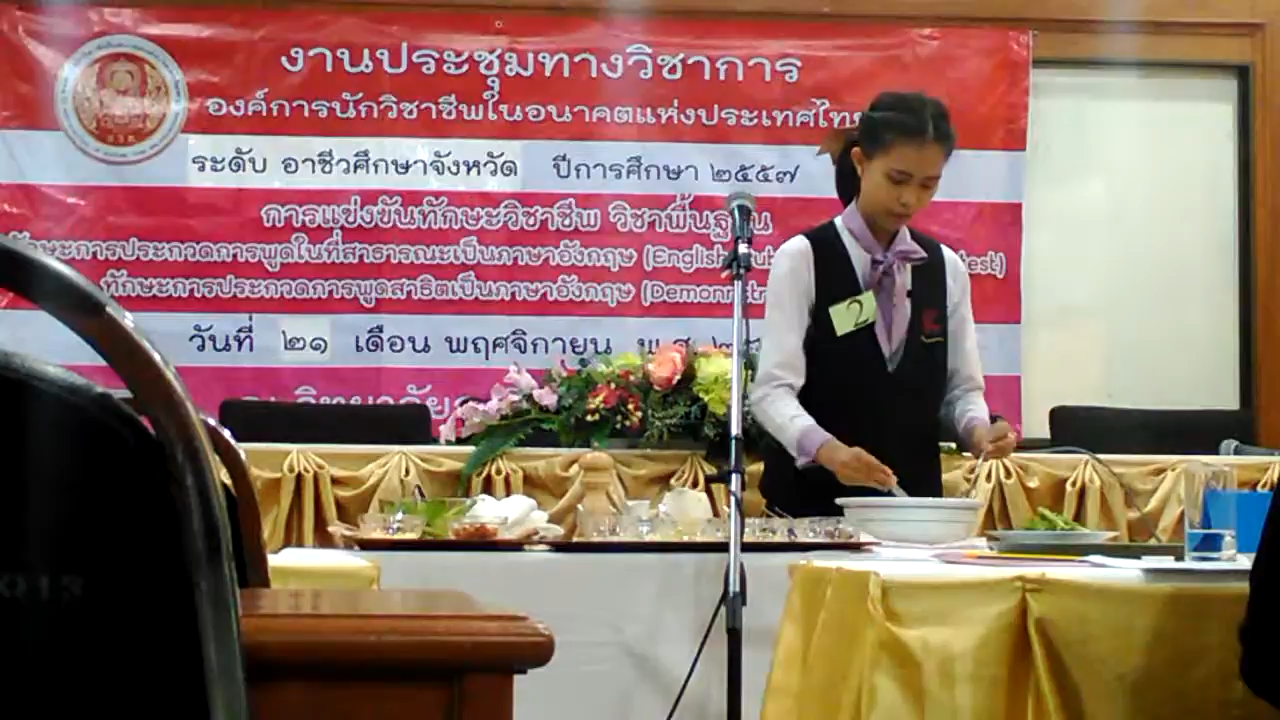 งานประชุมทางวิชาการ
องค์การนักวิชาชีพในอนาคตแห่งประเทศไทย
ระดับ อาชีวศึกษาจังหวัด ปีการศึกษา ๒๕๕๗
การแข่งขันทักษะวิชาชีพ วิชาพื้นฐาน
ทักษะการประกวดการพูดในที่สาธารณะเป็นภาษาอังกฤษ (English
ทักษะการประกวดการพูดสาธิตเป็นภาษาอังกฤษ
วันที่ ๒๑ เดือน พฤศจิกายน พ.ศ.
2